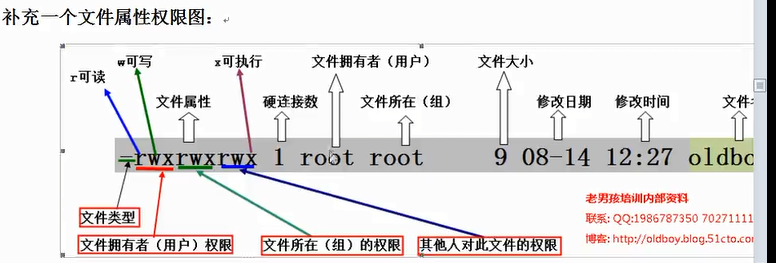 补充一个文件属性权限图：
w可写
x可执行
文件拥有者（用户）
文件大小
r可读
文件属性
硬连接数
文件所在（组）
修改日期
修改时间
文件
-rwxrwxrwx 1 root root 9 08-14 12:27 oldbo
老男孩培训内部资料
文件类型
联系: QQ:1986787350 70271111
文件拥有者（用户）权限
文件所在（组）的权限
其他人对此文件的权限
博客: http://oldboy.blog.51cto.